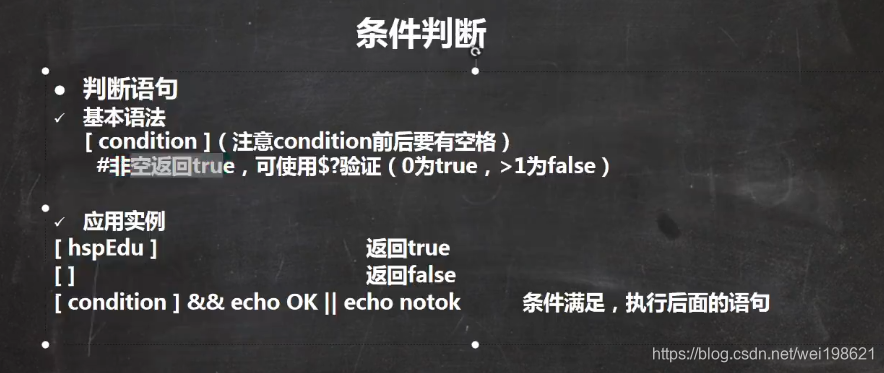 条件判断
● 判断语句
✓ 基本语法
[ condition ]（注意condition前后要有空格）
#非空返回true，可使用$?验证（0为true，>1为false）
✓ 应用实例
[ hspEdu ] 返回true
[ ] 返回false
[ condition ] && echo OK || echo notok 条件满足，执行后面的语句
https://blog.csdn.net/wei198621